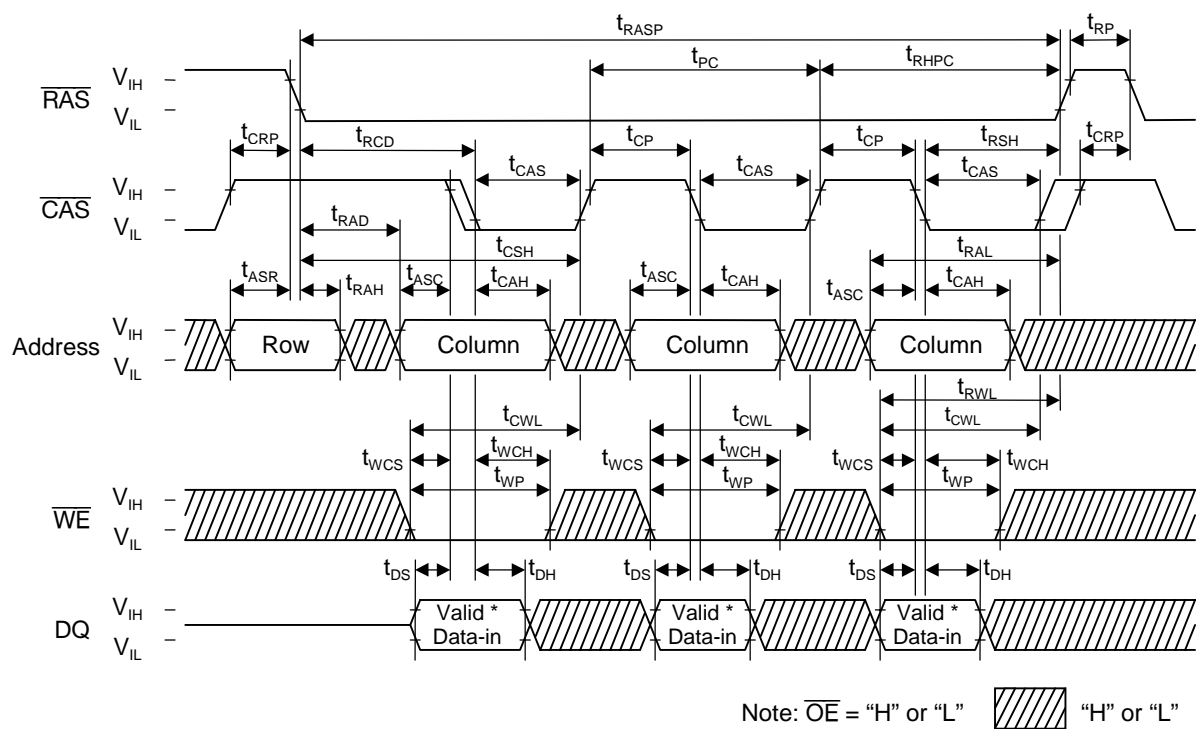 tRASP tRP
tPC tRHPC
RAS VIH
VIL
tCRP tRCD tCP tCP tRSH tCRP
tCAS tCAS tCAS
CAS VIH
VIL
tRAD
tCSH tRAL
tASR tRAH tASC tCAH tASC tCAH tASC tCAH
Address VIH
VIL
Row Column Column Column
tRWL
tCWL tCWL tCWL
tWCS tWCH tWCS tWCH tWCS tWCH
tWP tWP tWP
WE VIH
VIL
tDS tDH tDS tDH tDS tDH
DQ VIH
VIL
Valid * Valid * Valid *
Data-in Data-in Data-in
Note: OE = “H” or “L” “H” or “L”